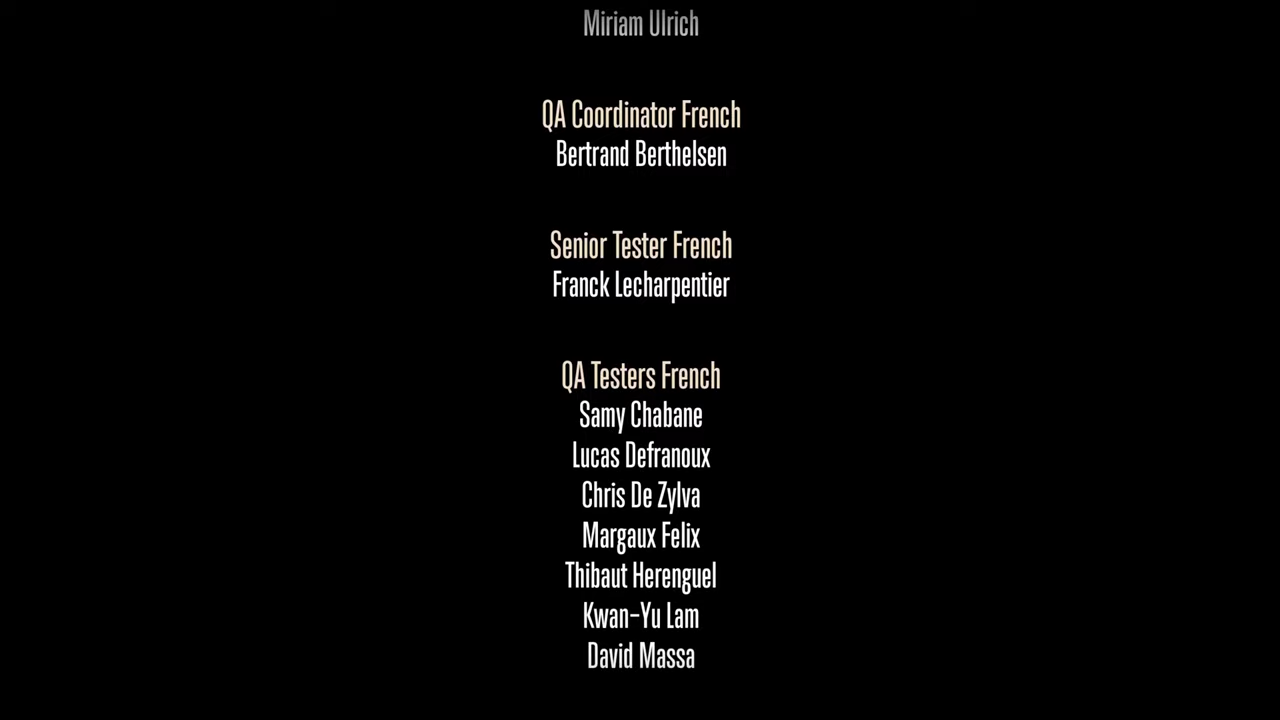 Miriam Ulrich
QA Coordinator French
Bertrand Berthelsen
Senior Tester French
Franck Lecharpentier
QA Testers French
Samy Chabane
Lucas Defranoux
Chris De Zylva
Margaux Felix
Thibaut Herenguel
Kwan-Yu Lam
David Massa